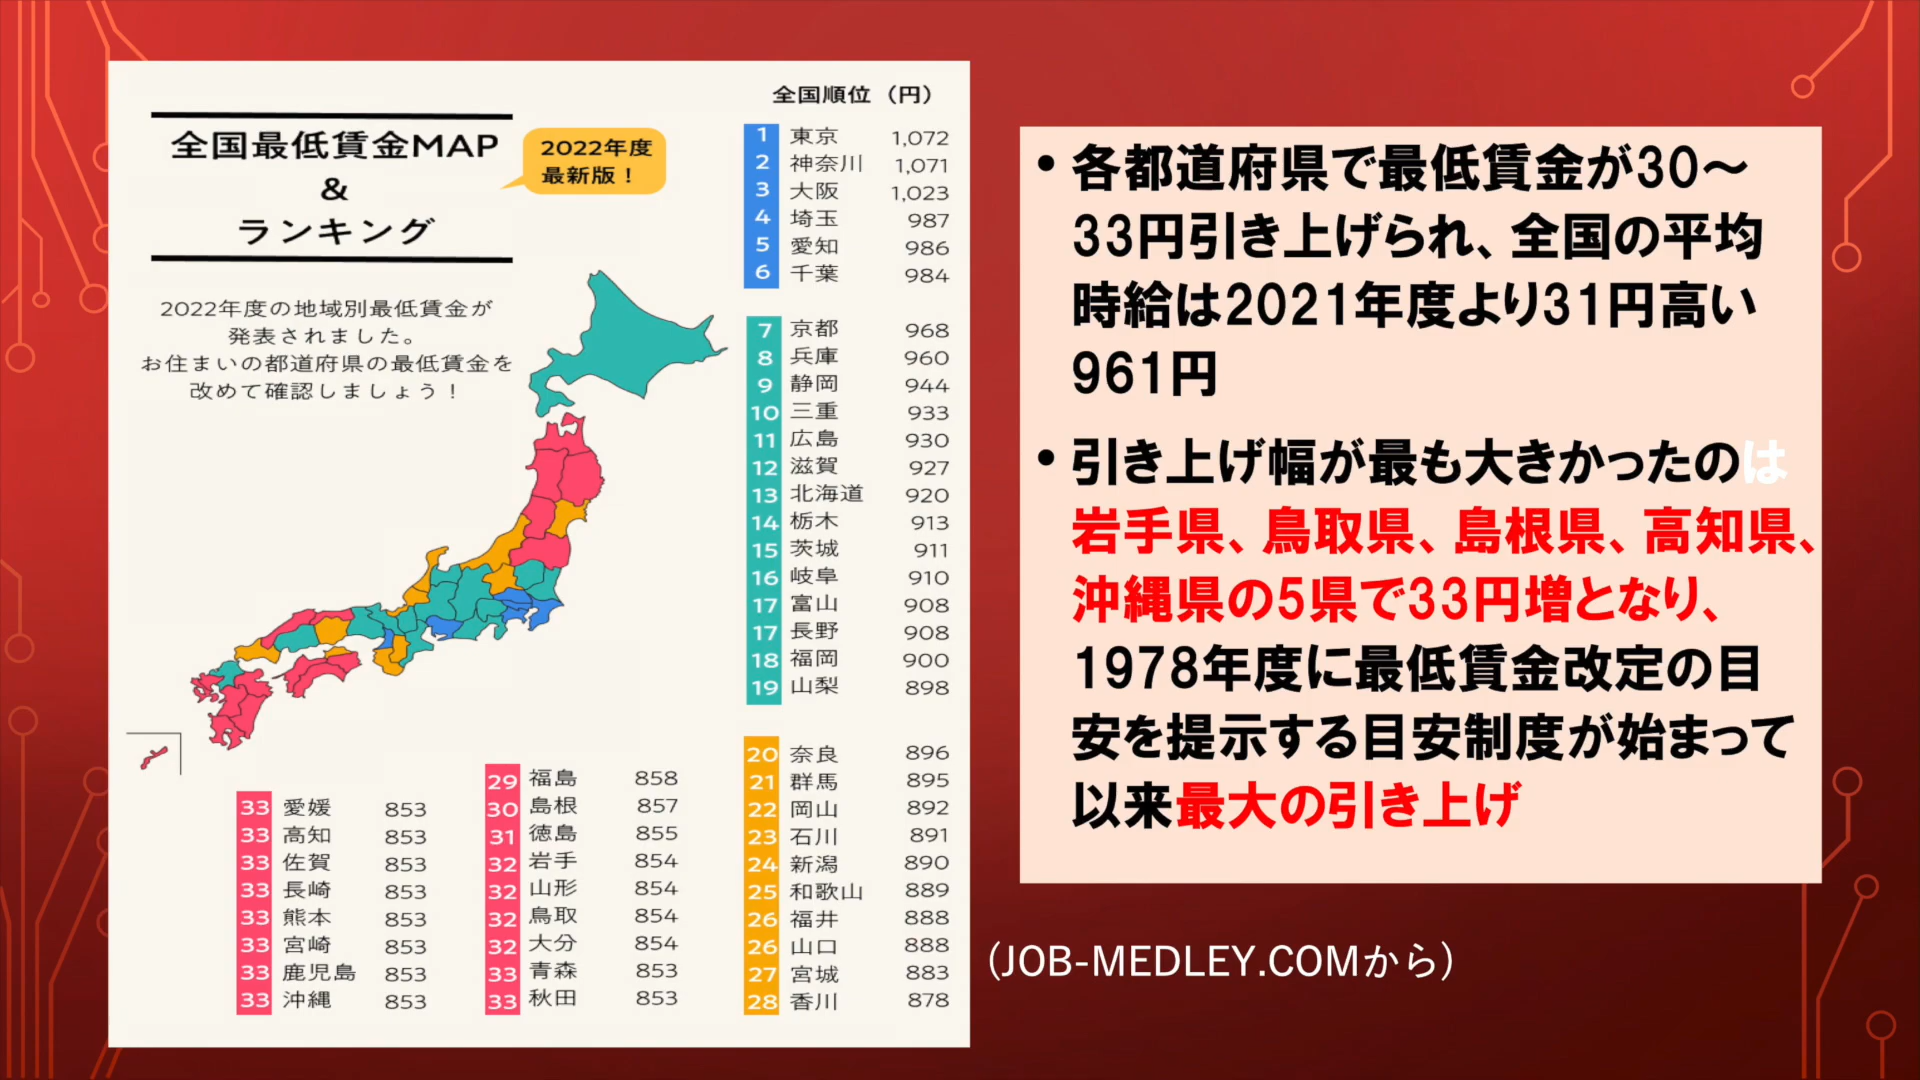 全国最低賃金MAP
&
ランキング
2022年度
最新版！
2022年度の地域別最低賃金が
発表されました。
お住まいの都道府県の最低賃金を
改めて確認しましょう！
全国順位（円）
1 東京 1,072
2 神奈川 1,071
3 大阪 1,023
4 埼玉 987
5 愛知 986
6 千葉 984
7 京都 968
8 兵庫 960
9 静岡 944
10 三重 933
11 広島 930
12 滋賀 927
13 北海道 920
14 栃木 913
15 茨城 911
16 岐阜 910
17 富山 908
17 長野 908
18 福岡 900
19 山梨 898
20 奈良 896
21 群馬 895
22 岡山 892
23 石川 891
24 新潟 890
25 和歌山 889
26 福井 888
26 山口 888
27 宮城 883
28 香川 878
29 福島 858
30 島根 857
31 徳島 855
32 岩手 854
32 山形 854
32 鳥取 854
32 大分 854
33 青森 853
33 秋田 853
33 愛媛 853
33 高知 853
33 佐賀 853
33 長崎 853
33 熊本 853
33 宮崎 853
33 鹿児島 853
33 沖縄 853
• 各都道府県で最低賃金が30～
33円引き上げられ、全国の平均
時給は2021年度より31円高い
961円
• 引き上げ幅が最も大きかったのは
岩手県、鳥取県、島根県、高知県、
沖縄県の5県で33円増となり、
1978年度に最低賃金改定の目
安を提示する目安制度が始まって
以来最大の引き上げ
（JOB-MEDLEY.COMから）